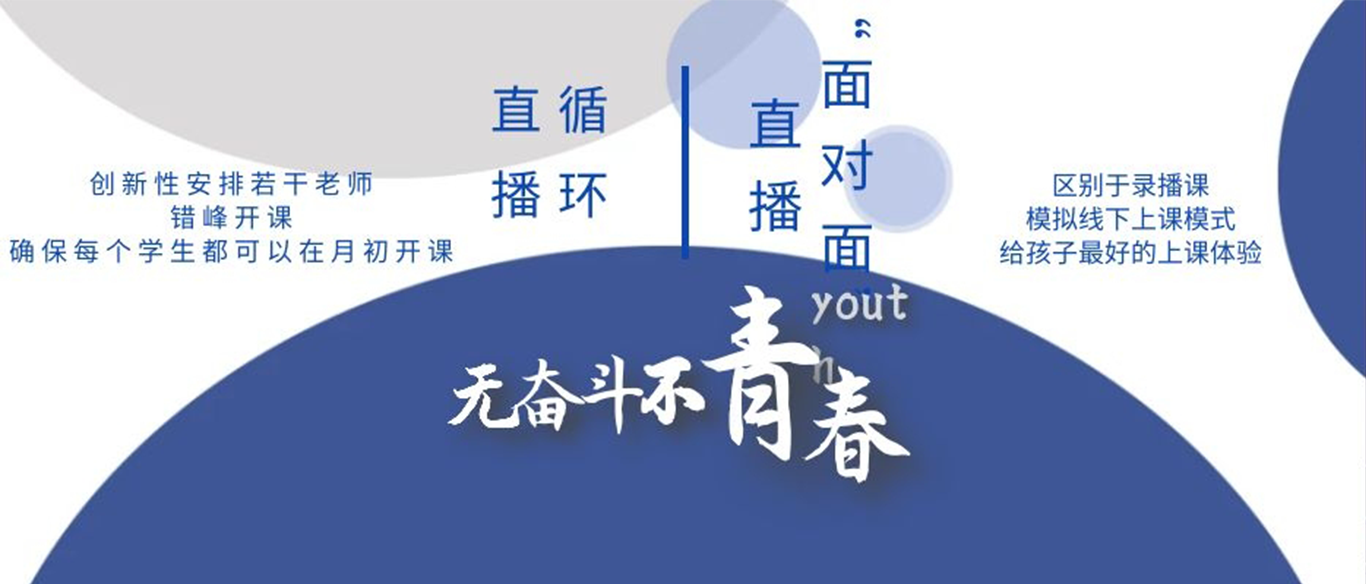 创新性安排若干老师
错峰开课
确保每个学生都可以在月初开课
循环
直播
“面对面”
直播
区别于录播课
模拟线下上课模式
给孩子最好的上课体验
yout
h
无奋斗不青春